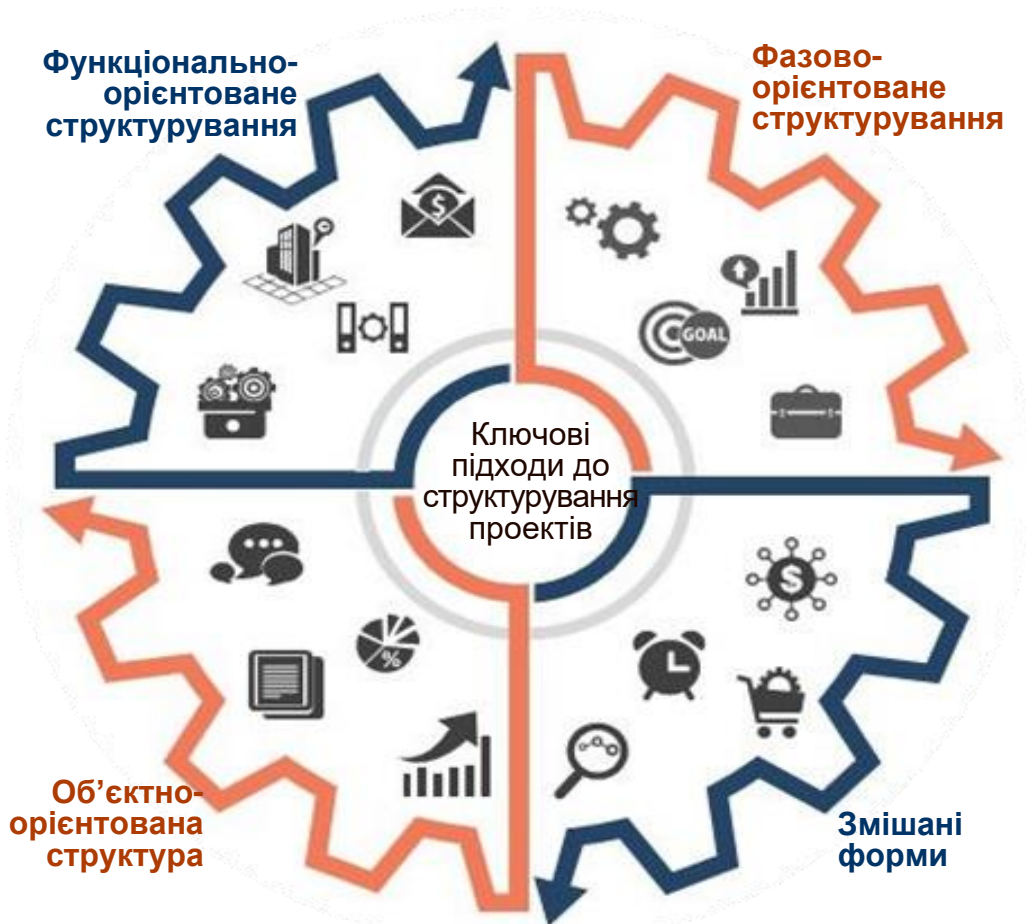 Функціонально-
орієнтоване
структурування
Фазово-
орієнтоване
структурування
$
GOAL
Ключові
підходи до
структурування
проектів
$
%
Об’єктно-
орієнтована
структура
Змішані
форми